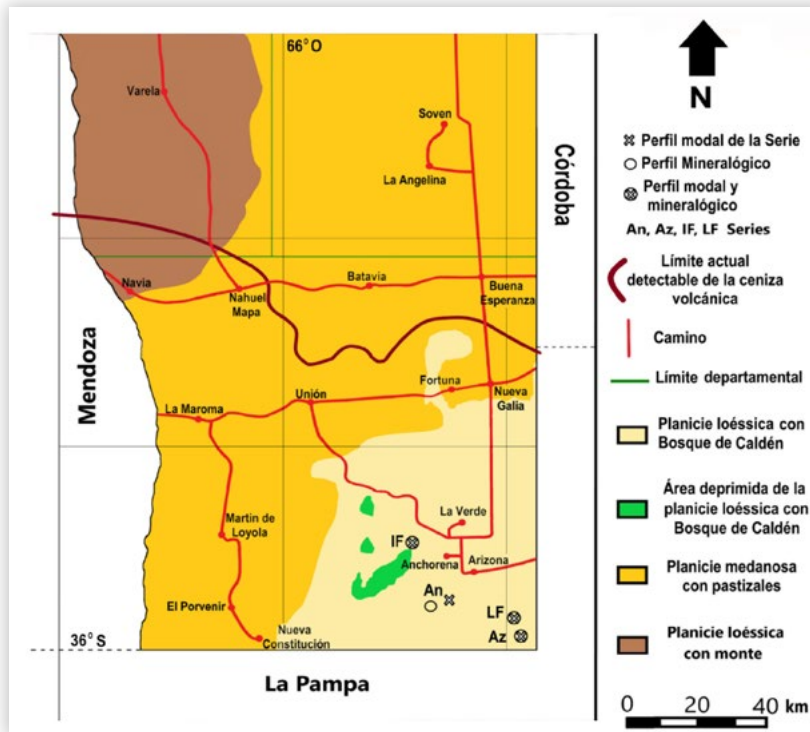 66°O
Varela
Soven
La Angelina
Córdoba
Navia
Nahuel
Mapa
Batavia
Buena
Esperanza
Mendoza
La Maroma
Unión
Fortuna
Nueva
Galia
Martin de
Loyola
La Verde
IF
Anchorena
Arizona
An
El Porvenir
LF
Az
Nueva
Constitución
36°S
La Pampa
N
Perfil modal de la Serie
Perfil Mineralógico
Perfil modal y
mineralógico
An, Az, IF, LF Series
Límite actual
detectable de la ceniza
volcánica
Camino
Límite departamental
Planicie loéssica con
Bosque de Caldén
Área deprimida de la
planicie loéssica con
Bosque de Caldén
Planicie medanosa
con pastizales
Planicie loéssica
con monte
0 20 40 km